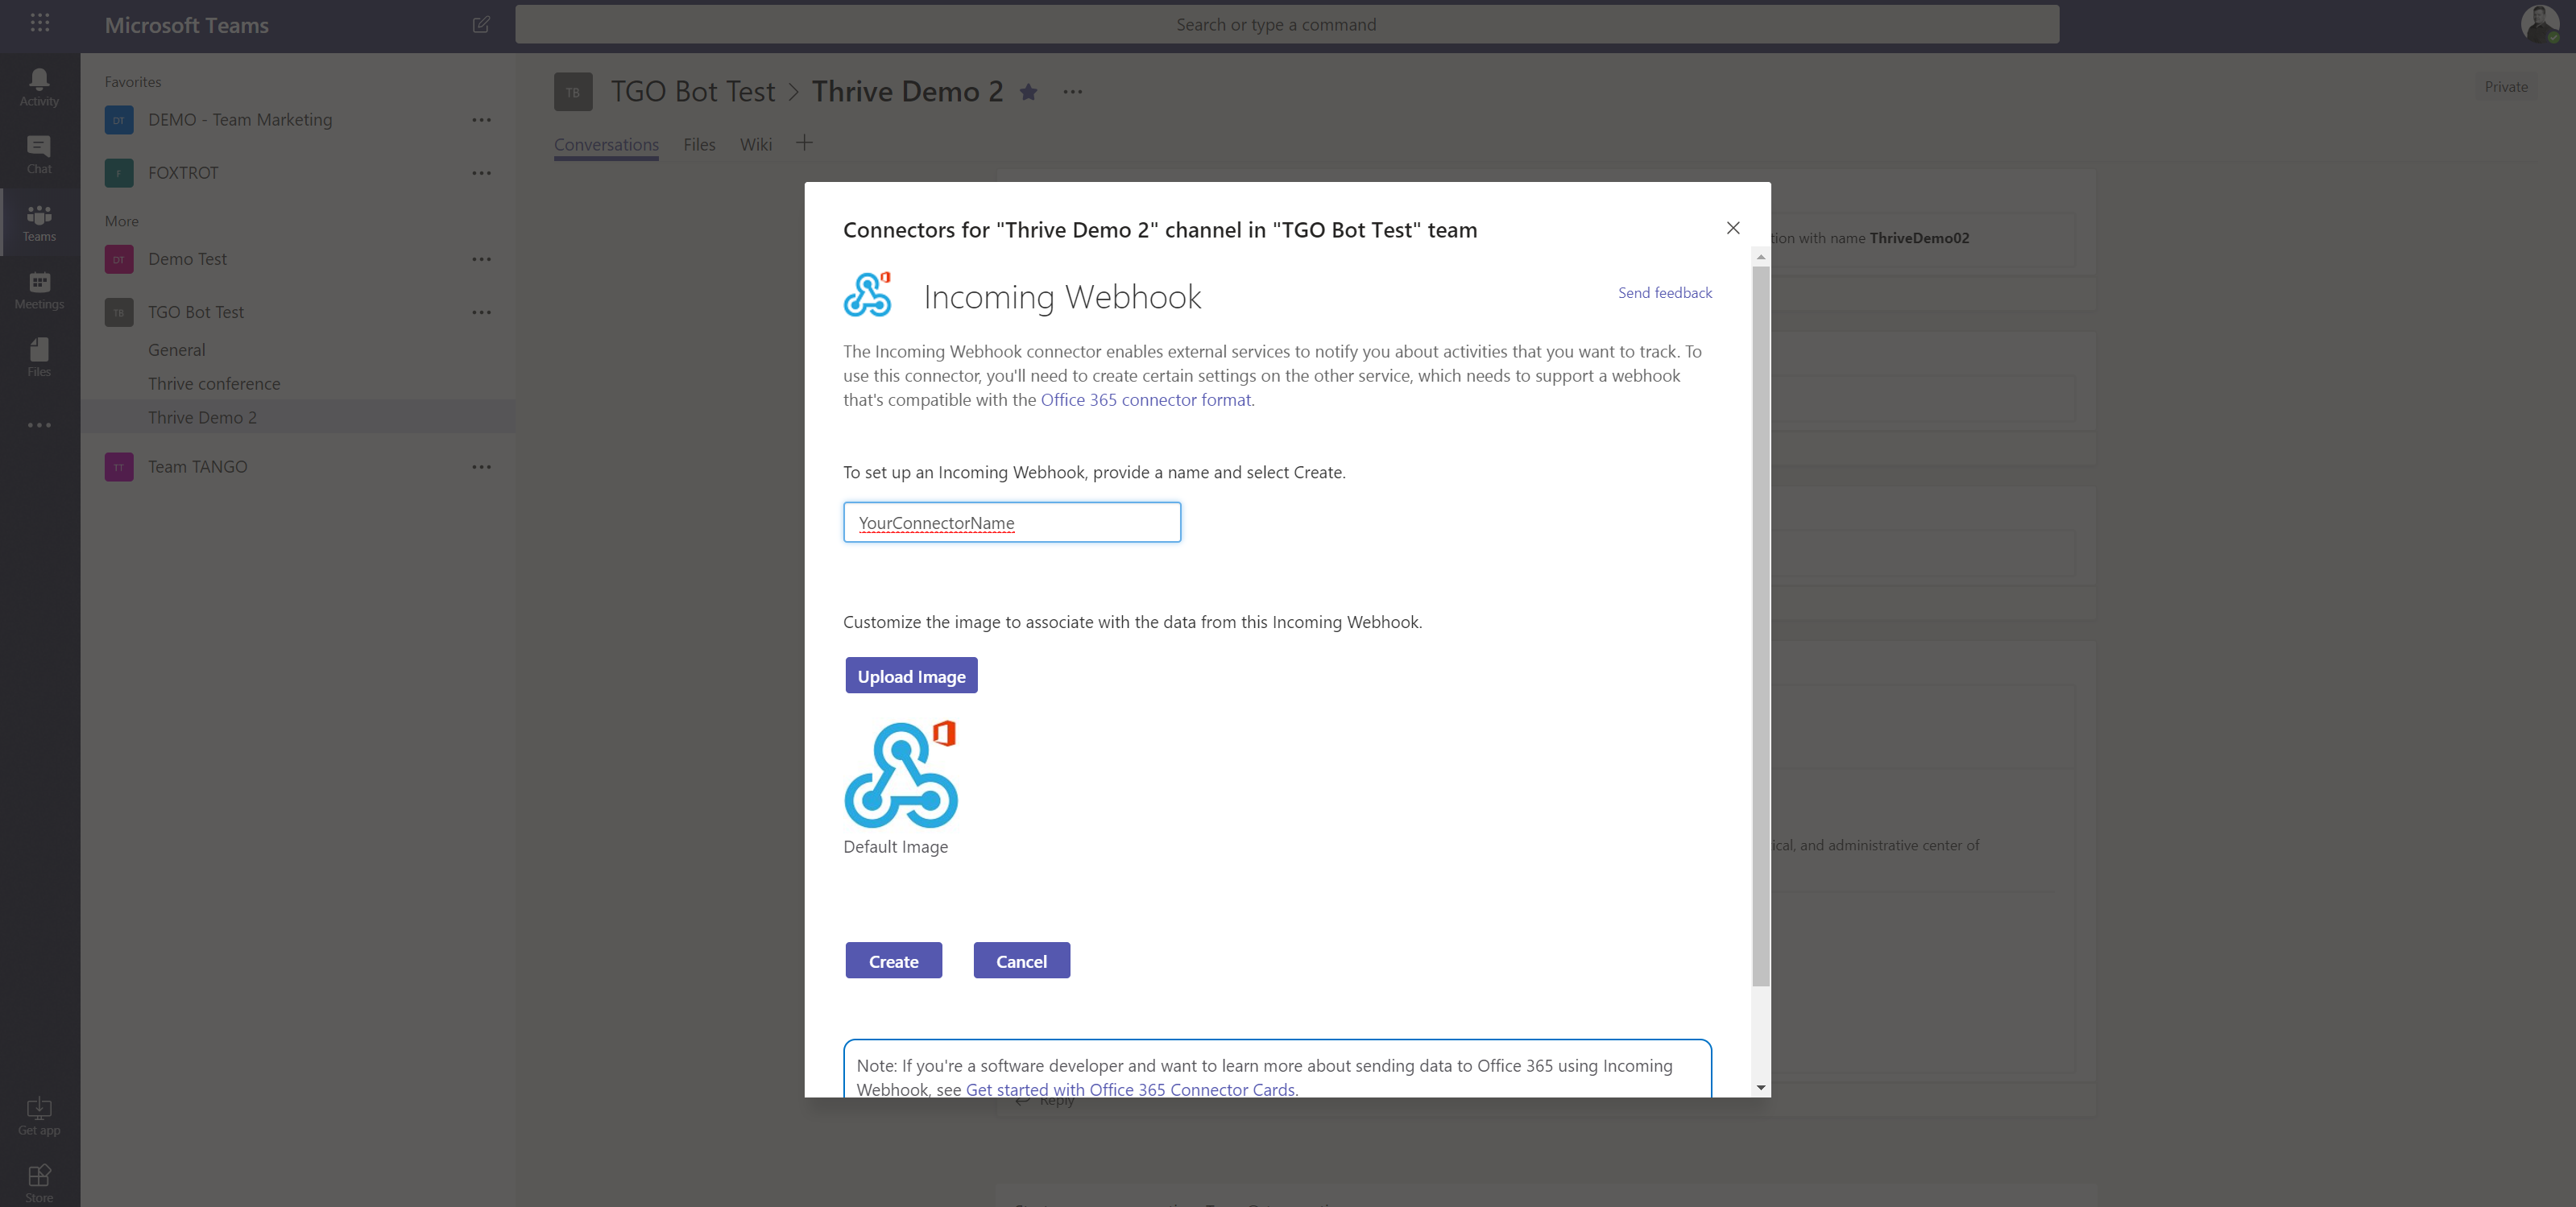 Microsoft Teams
Search or type a command
Activity
Chat
Teams
Meetings
Files
Get app
Store
Favorites
DT
DEMO - Team Marketing
F
FOXTROT
More
DT
Demo Test
TB
TGO Bot Test
General
Thrive conference
Thrive Demo 2
TT
Team TANGO
TB
TGO Bot Test > Thrive Demo 2
Private
Conversations Files Wiki
Connectors for "Thrive Demo 2" channel in "TGO Bot Test" team
with name ThriveDemo02
Incoming Webhook
Send feedback
The Incoming Webhook connector enables external services to notify you about activities that you want to track. To
use this connector, you'll need to create certain settings on the other service, which needs to support a webhook
that's compatible with the Office 365 connector format.
To set up an Incoming Webhook, provide a name and select Create.
YourConnectorName
Customize the image to associate with the data from this Incoming Webhook.
Upload Image
Default Image
and administrative center of
Create
Cancel
Note: If you're a software developer and want to learn more about sending data to Office 365 using Incoming
Webhook, see Get started with Office 365 Connector Cards.
Reply